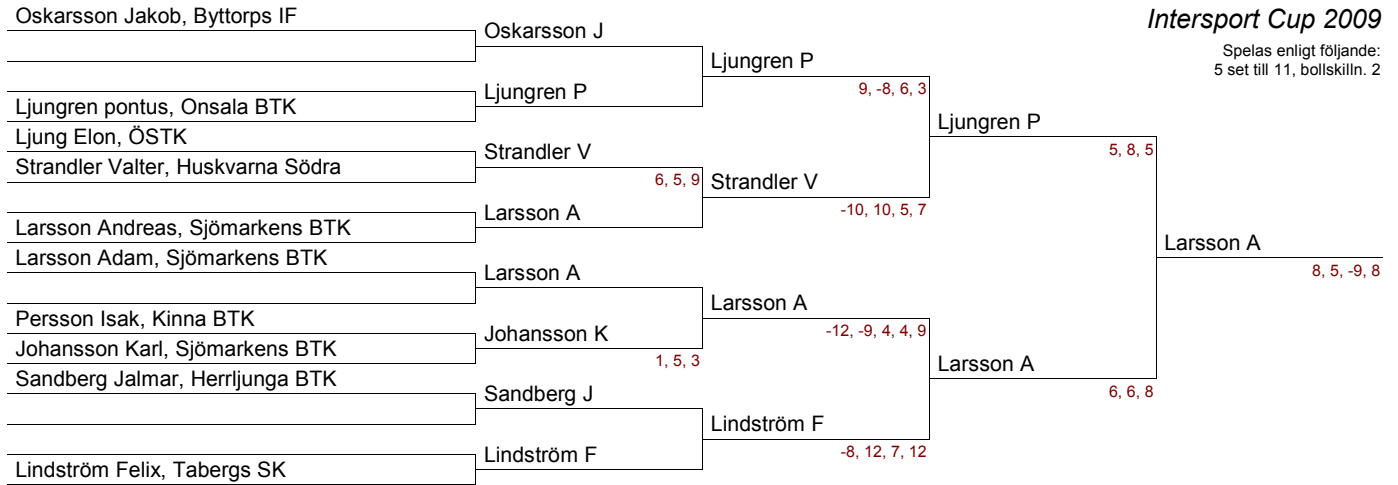 Intersport Cup 2009
Spelas enligt följande:
5 set till 11, bollskilln. 2
Oskarsson Jakob, Byttorps IF
Ljungren pontus, Onsala BTK
Ljung Elon, ÖSTK
Strandler Valter, Huskvarna Södra
Larsson Andreas, Sjömarkens BTK
Larsson Adam, Sjömarkens BTK
Persson Isak, Kinna BTK
Johansson Karl, Sjömarkens BTK
Sandberg Jalmar, Herrljunga BTK
Lindström Felix, Tabergs SK
Oskarsson J
Ljungren P
Strandler V
6, 5, 9
Larsson A
Larsson A
Johansson K
1, 5, 3
Sandberg J
Lindström F
Ljungren P
9, -8, 6, 3
Strandler V
-10, 10, 5, 7
Larsson A
-12, -9, 4, 4, 9
Lindström F
-8, 12, 7, 12
Ljungren P
5, 8, 5
Larsson A
6, 6, 8
Larsson A
8, 5, -9, 8